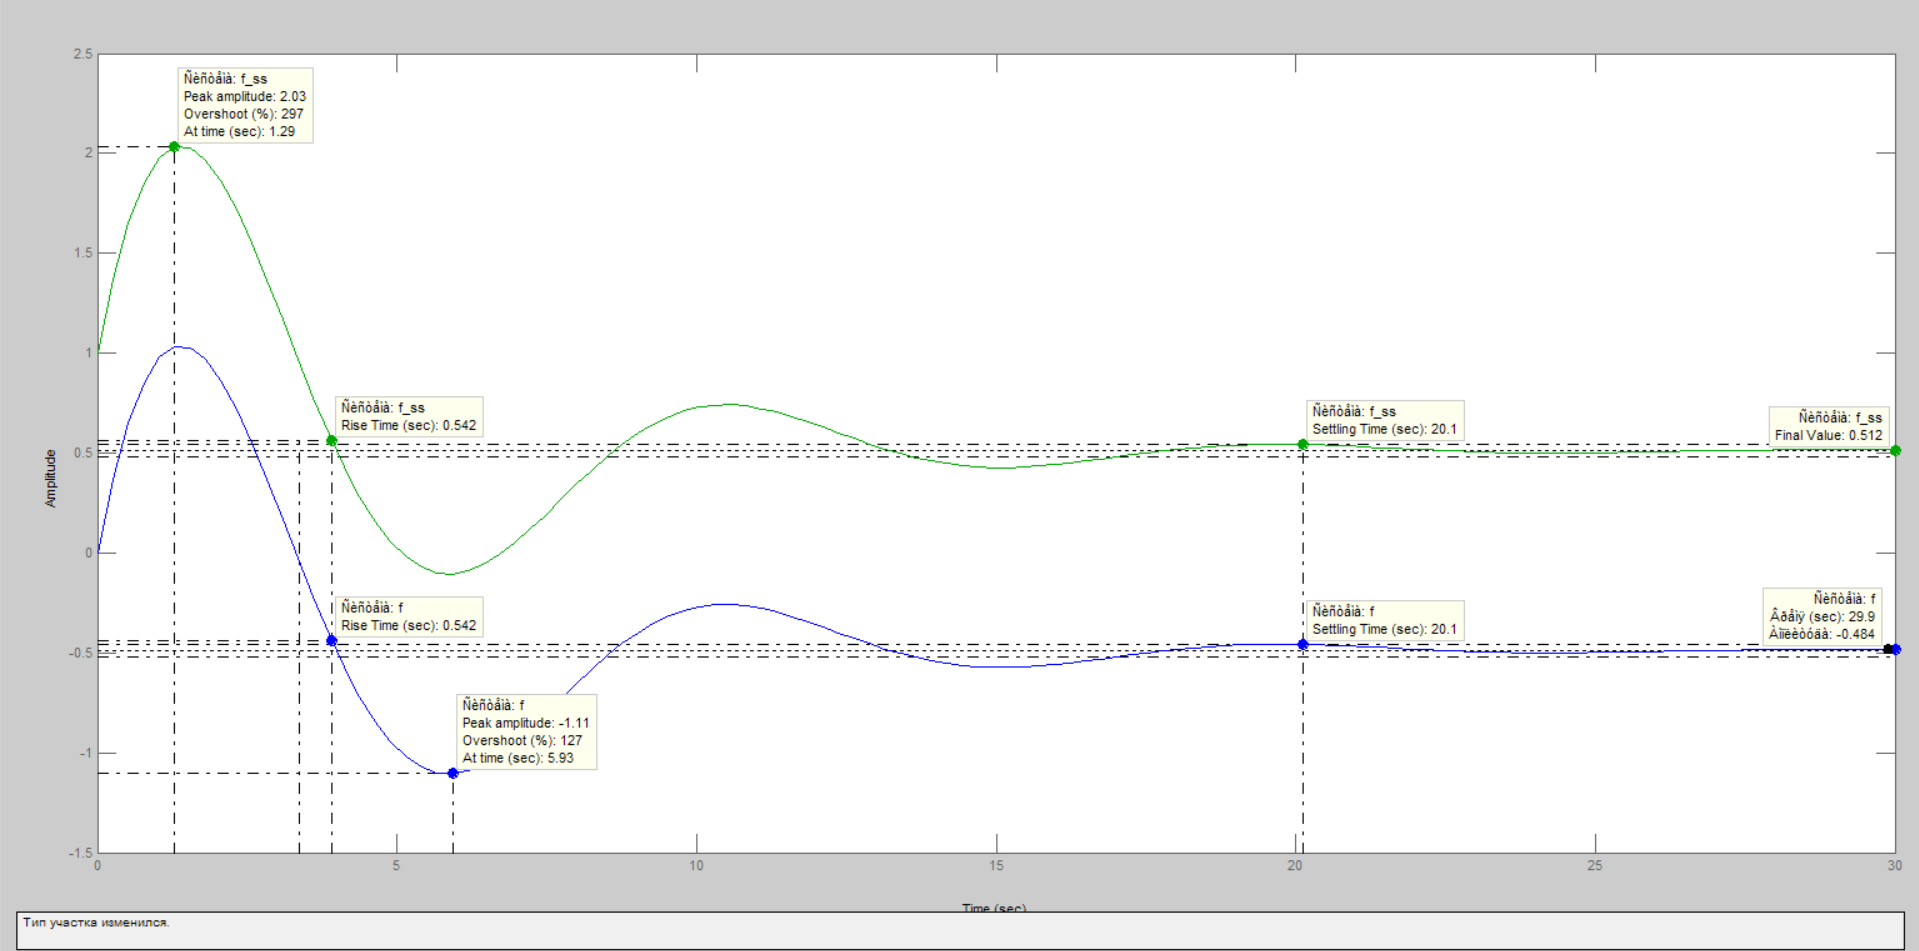 2.5
Ñèñòåìà: f_ss
Peak amplitude: 2.03
Overshoot (%): 297
At time (sec): 1.29
2
1.5
1
Ñèñòåìà: f_ss
Rise Time (sec): 0.542
Ñèñòåìà: f_ss
Settling Time (sec): 20.1
Ñèñòåìà: f_ss
Final Value: 0.512
0.5
Amplitude
0
Ñèñòåìà: f
Rise Time (sec): 0.542
Ñèñòåìà: f
Settling Time (sec): 20.1
Ñèñòåìà: f
Âðåìÿ (sec): 29.9
Àìïëèòóäà: -0.484
-0.5
Ñèñòåìà: f
Peak amplitude: -1.11
Overshoot (%): 127
At time (sec): 5.93
-1
-1.5
0 5 10 15 20 25 30
Time (sec)
Тип участка изменился.